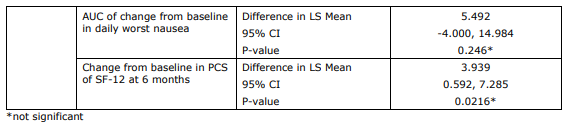 AUC of change from baseline Difference in LS Mean 5.492
in daily worst nausea 95% CI -4.000, 14.984
P-value 0.246*
Change from baseline in PCS Difference in LS Mean 3.939
of SF-12 at 6 months 95% CI 0.592, 7.285
P-value 0.0216*
*not significant